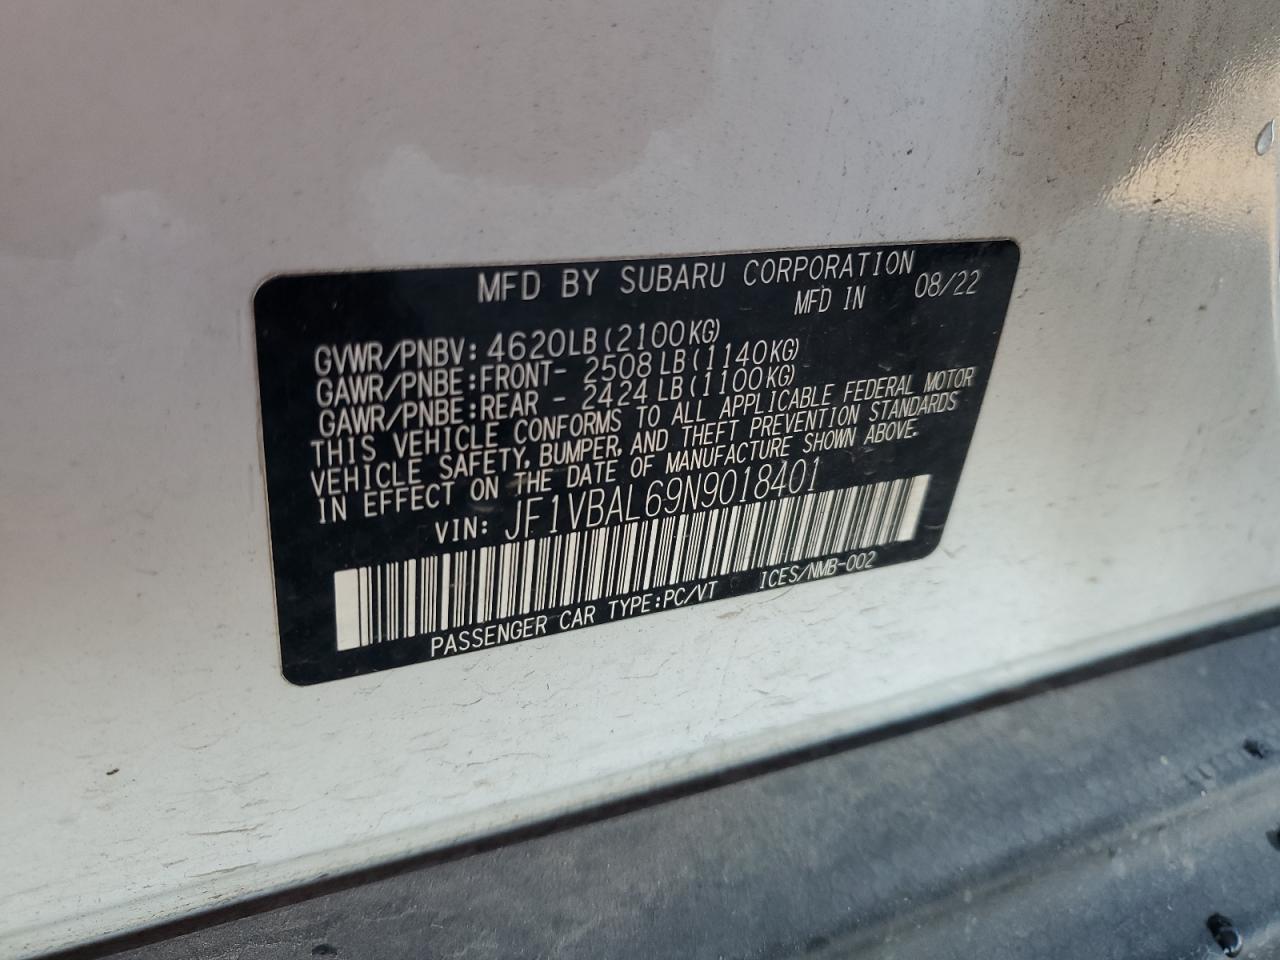 MFD BY SUBARU CORPORATION
MFD IN 08/22
GVWR/PNBV: 4620LB(2100KG)
GAWR/PNBE:FRONT- 2508LB(1140KG)
GAWR/PNBE:REAR - 2424LB(1100KG)
THIS VEHICLE CONFORMS TO ALL APPLICABLE FEDERAL MOTOR
VEHICLE SAFETY, BUMPER, AND THEFT PREVENTION STANDARDS
IN EFFECT ON THE DATE OF MANUFACTURE SHOWN ABOVE.
VIN: JF1VBAL69N9018401
PASSENGER CAR TYPE:PC/VT ICES/NMB-002